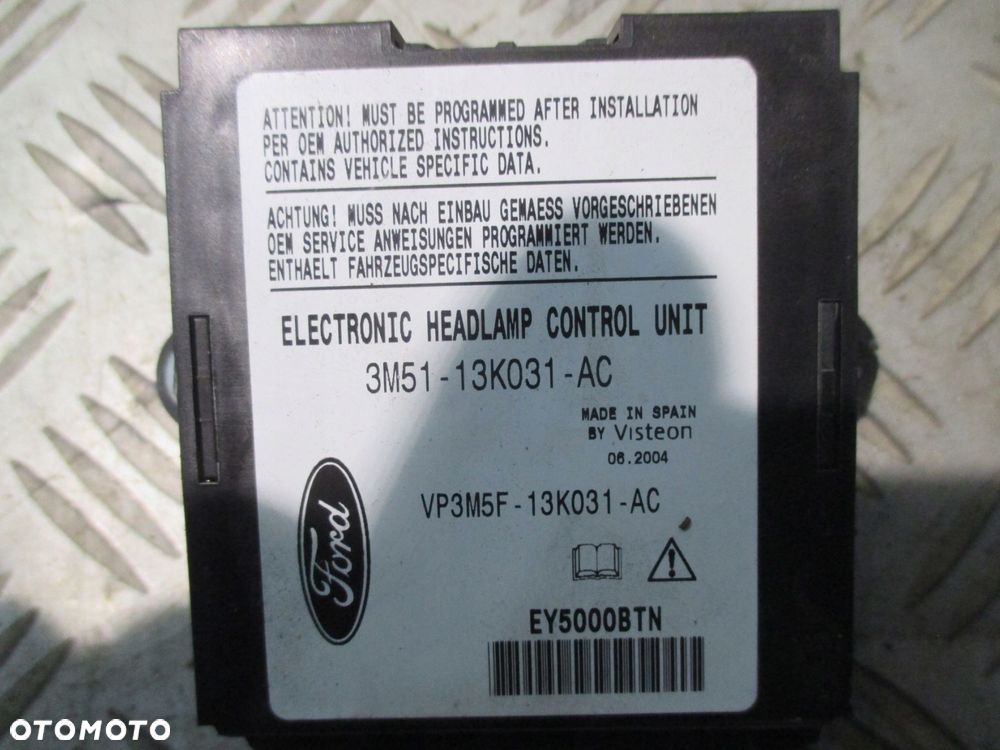 ATTENTION! MUST BE PROGRAMMED AFTER INSTALLATION
PER OEM AUTHORIZED INSTRUCTIONS.
CONTAINS VEHICLE SPECIFIC DATA.
ACHTUNG! MUSS NACH EINBAU GEMAESS VORGESCHRIEBENEN
OEM SERVICE ANWEISUNGEN PROGRAMMIERT WERDEN.
ENTHAELT FAHRZEUGSPECIFISCHE DATEN.
ELECTRONIC HEADLAMP CONTROL UNIT
3M51-13K031-AC
MADE IN SPAIN
BY Visteon
06.2004
VP3M5F-13K031-AC
Ford
EY5000BTN
OTOMOTO